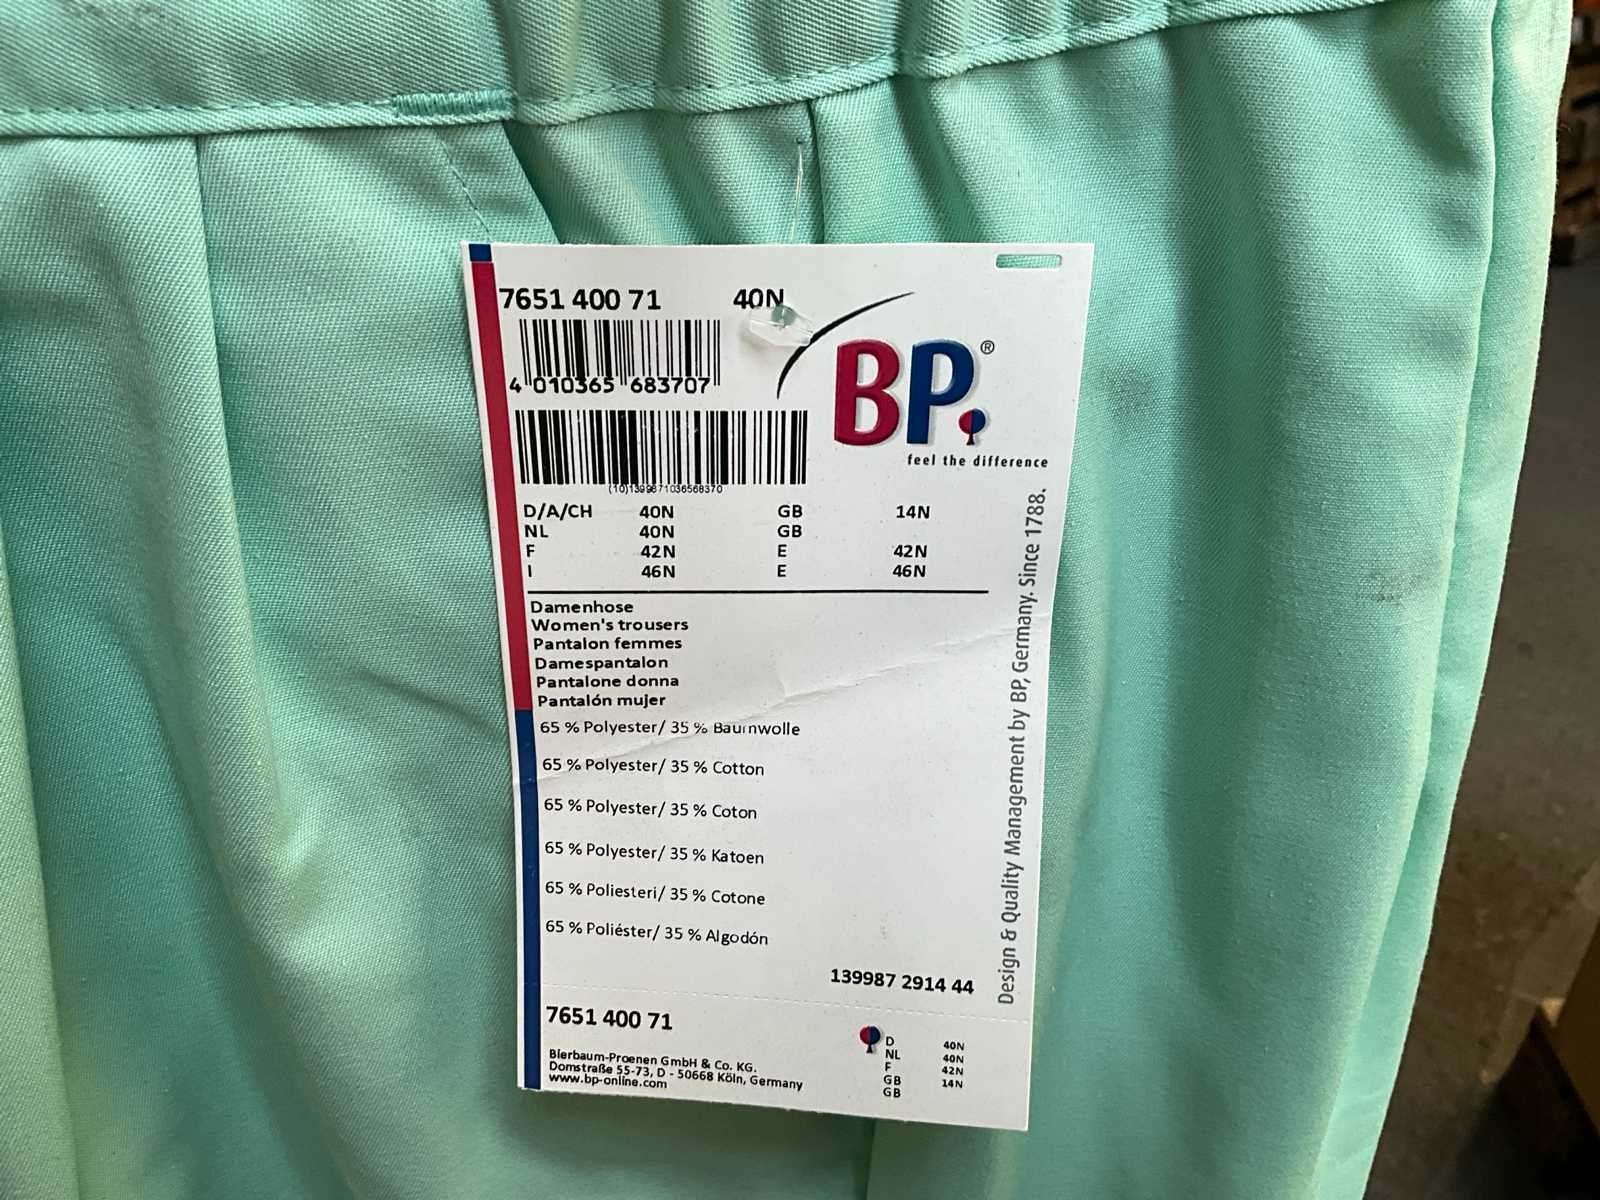 7651 400 71 40N
4 010365 683707
BP®
feel the difference
(10)1399871036568370
D/A/CH 40N GB 14N
NL 40N GB
F 42N E 42N
I 46N E 46N
Damenhose
Women's trousers
Pantalon femmes
Damespantalon
Pantalone donna
Pantalón mujer
65 % Polyester/ 35 % Baumwolle
65 % Polyester/ 35 % Cotton
65 % Polyester/ 35 % Coton
65 % Polyester/ 35 % Katoen
65 % Poliesteri/ 35 % Cotone
65 % Poliéster/ 35 % Algodón
139987 2914 44
Design & Quality Management by BP, Germany. Since 1788.
7651 400 71
Bierbaum-Proenen GmbH & Co. KG.
Domstraße 55-73, D - 50668 Köln, Germany
www.bp-online.com
D 40N
NL 40N
F 42N
GB 14N
GB